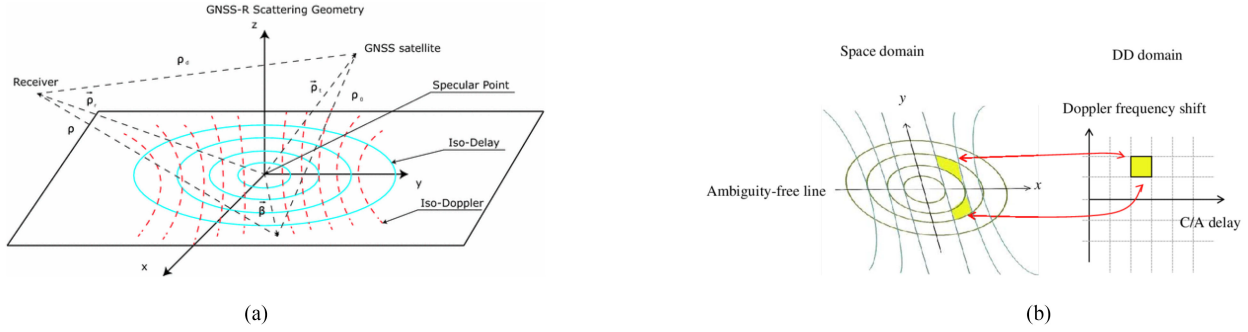 GNSS-R Scattering Geometry
z
GNSS satellite
ρ
Receiver
ρ
ρ
ρ
ρ
Specular Point
Iso-Delay
y
β
Iso-Doppler
x
(a)
Space domain
DD domain
y
Doppler frequency shift
Ambiguity-free line
x
C/A delay
(b)